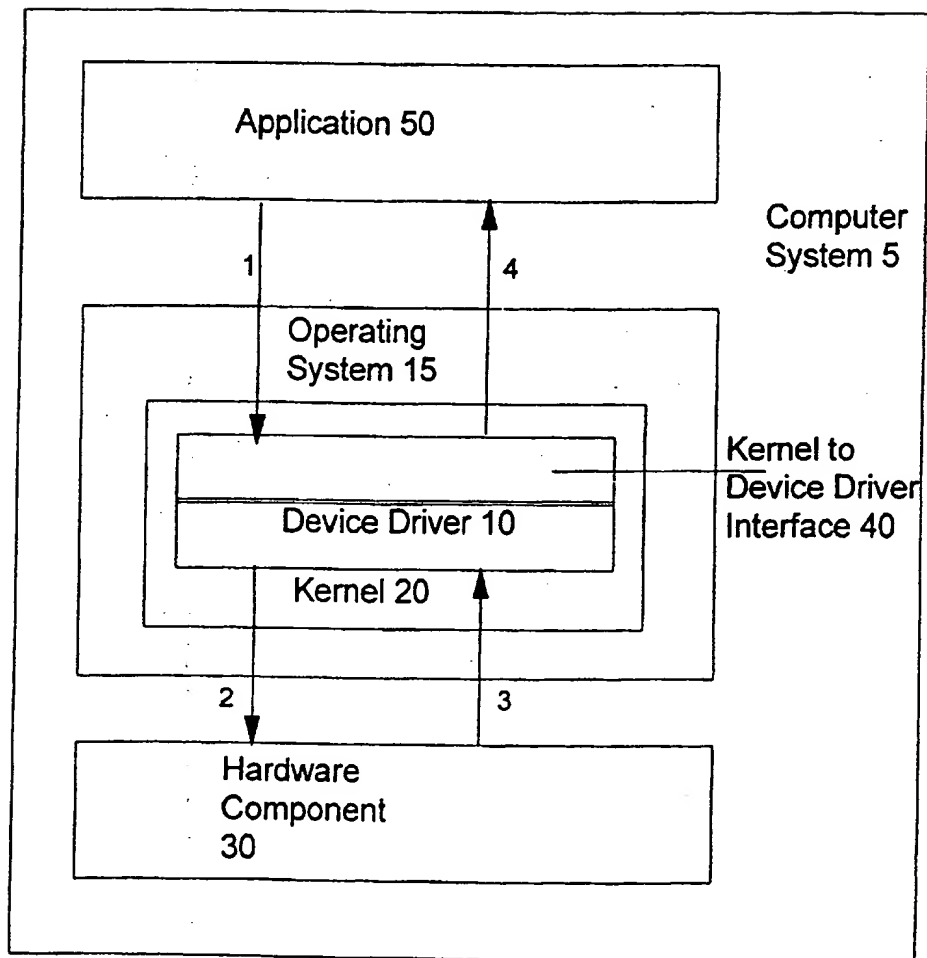 Application 50
Computer
System 5
1
4
Operating
System 15
Kernel to
Device Driver
Interface 40
Device Driver 10
Kernel 20
2
3
Hardware
Component
30